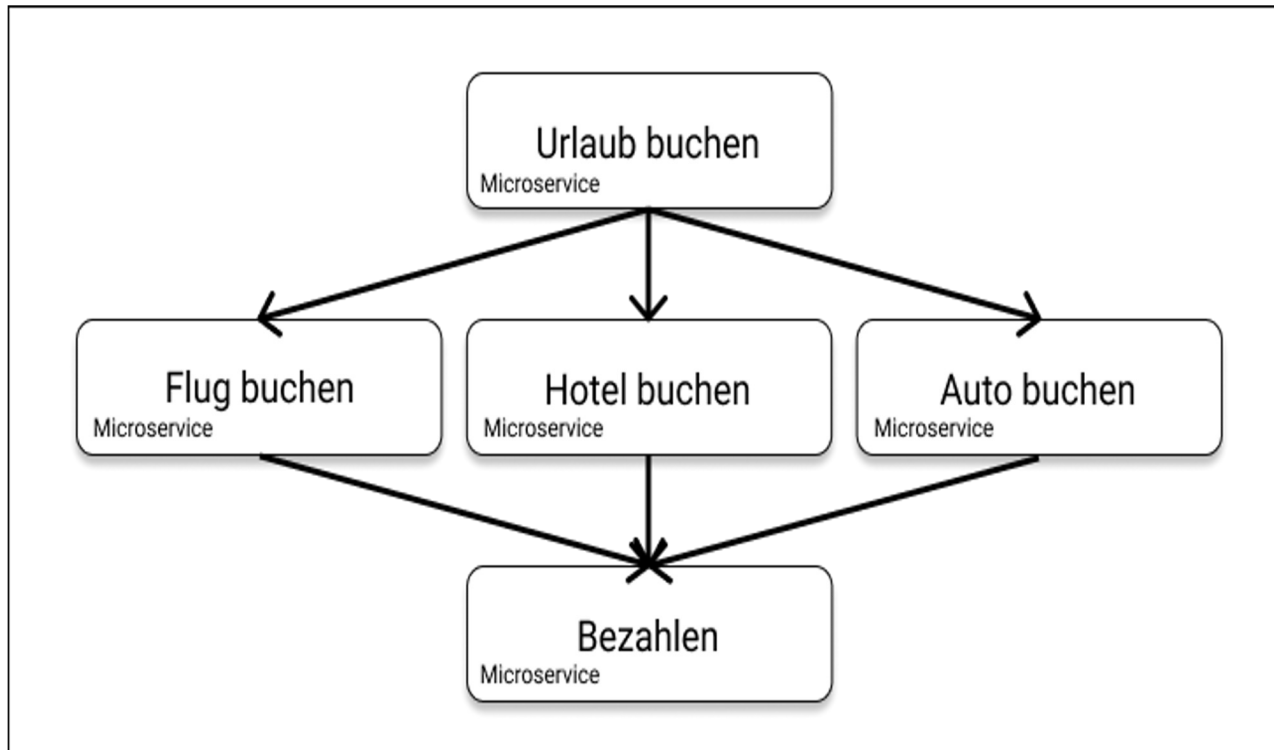 Urlaub buchen
Microservice
Flug buchen
Microservice
Hotel buchen
Microservice
Auto buchen
Microservice
Bezahlen
Microservice